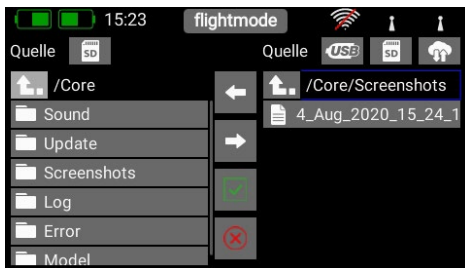 15:23 flightmode
Quelle SD Quelle USB SD
/Core /Core/Screenshots
Sound 4_Aug_2020_15_24_1
Update
Screenshots
Log
Error
Model